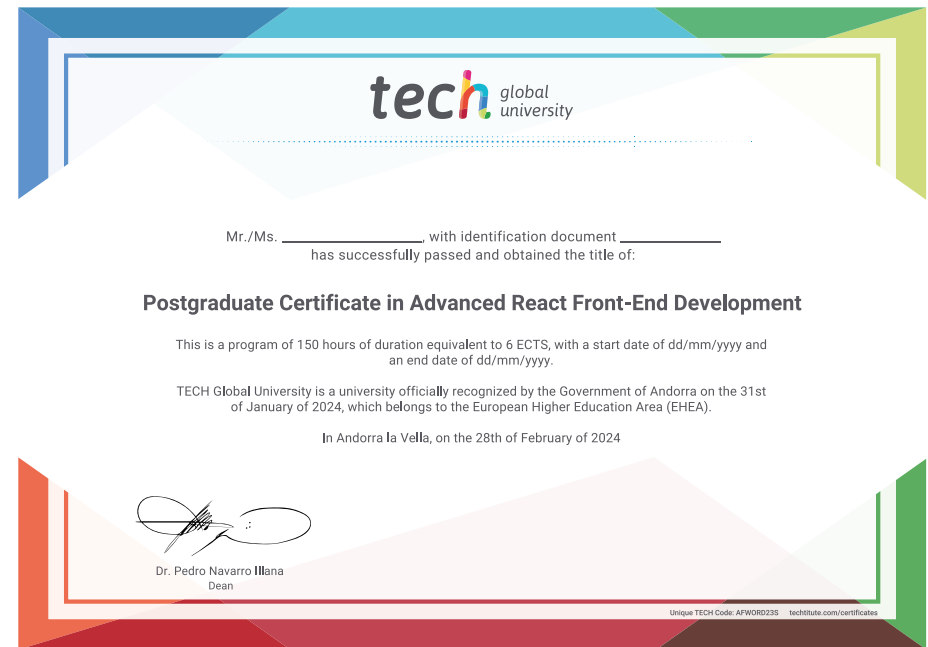 tech global university
Mr./Ms. ____________________, with identification document ______________
has successfully passed and obtained the title of:
Postgraduate Certificate in Advanced React Front-End Development
This is a program of 150 hours of duration equivalent to 6 ECTS, with a start date of dd/mm/yyyy and
an end date of dd/mm/yyyy.
TECH Global University is a university officially recognized by the Government of Andorra on the 31st
of January of 2024, which belongs to the European Higher Education Area (EHEA).
In Andorra la Vella, on the 28th of February of 2024
Dr. Pedro Navarro Illana
Dean
Unique TECH Code: AFWORD23S techtitute.com/certificates